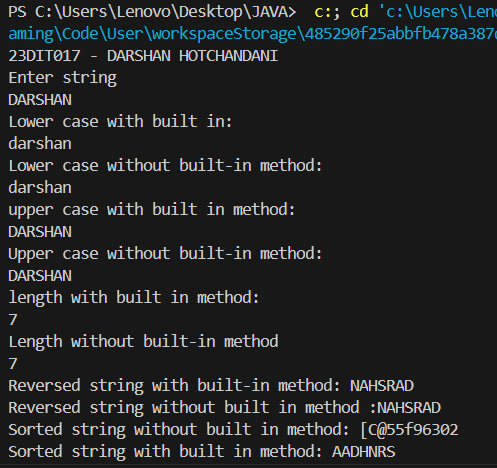 PS C:\Users\Lenovo\Desktop\JAVA>  c:; cd 'c:\Users\Len
aming\Code\User\workspaceStorage\485290f25abbfb478a387
23DIT017 - DARSHAN HOTCHANDANI
Enter string
DARSHAN
Lower case with built in:
darshan
Lower case without built-in method:
darshan
upper case with built in method:
DARSHAN
Upper case without built-in method:
DARSHAN
length with built in method:
7
Length without built-in method
7
Reversed string with built-in method: NAHSRAD
Reversed string without built in method :NAHSRAD
Sorted string without built-in method: [C@55f96302
Sorted string with built in method: AADHNRS